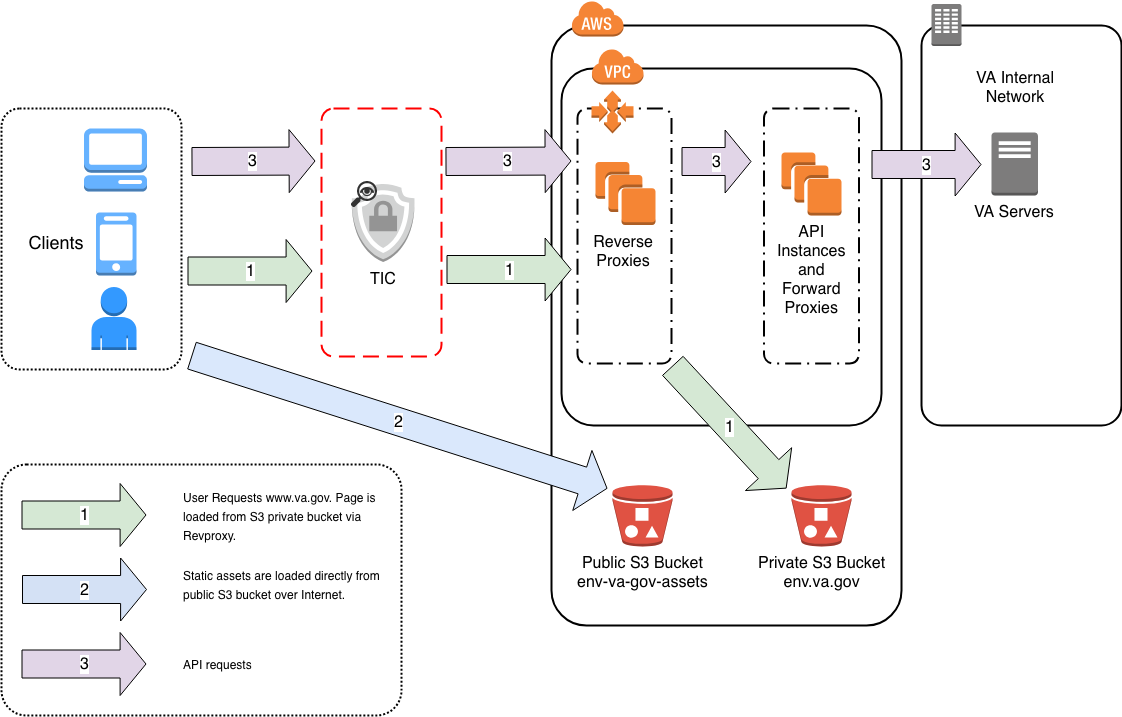 AWS
VPC
VA Internal
Network
3
3
3
3
VA Servers
Clients
TIC
Reverse
Proxies
API
Instances
and
Forward
Proxies
1
1
2
1
Public S3 Bucket
env-va-gov-assets
Private S3 Bucket
env.va.gov
1
User Requests www.va.gov. Page is
loaded from S3 private bucket via
Revproxy.
2
Static assets are loaded directly from
public S3 bucket over Internet.
3
API requests